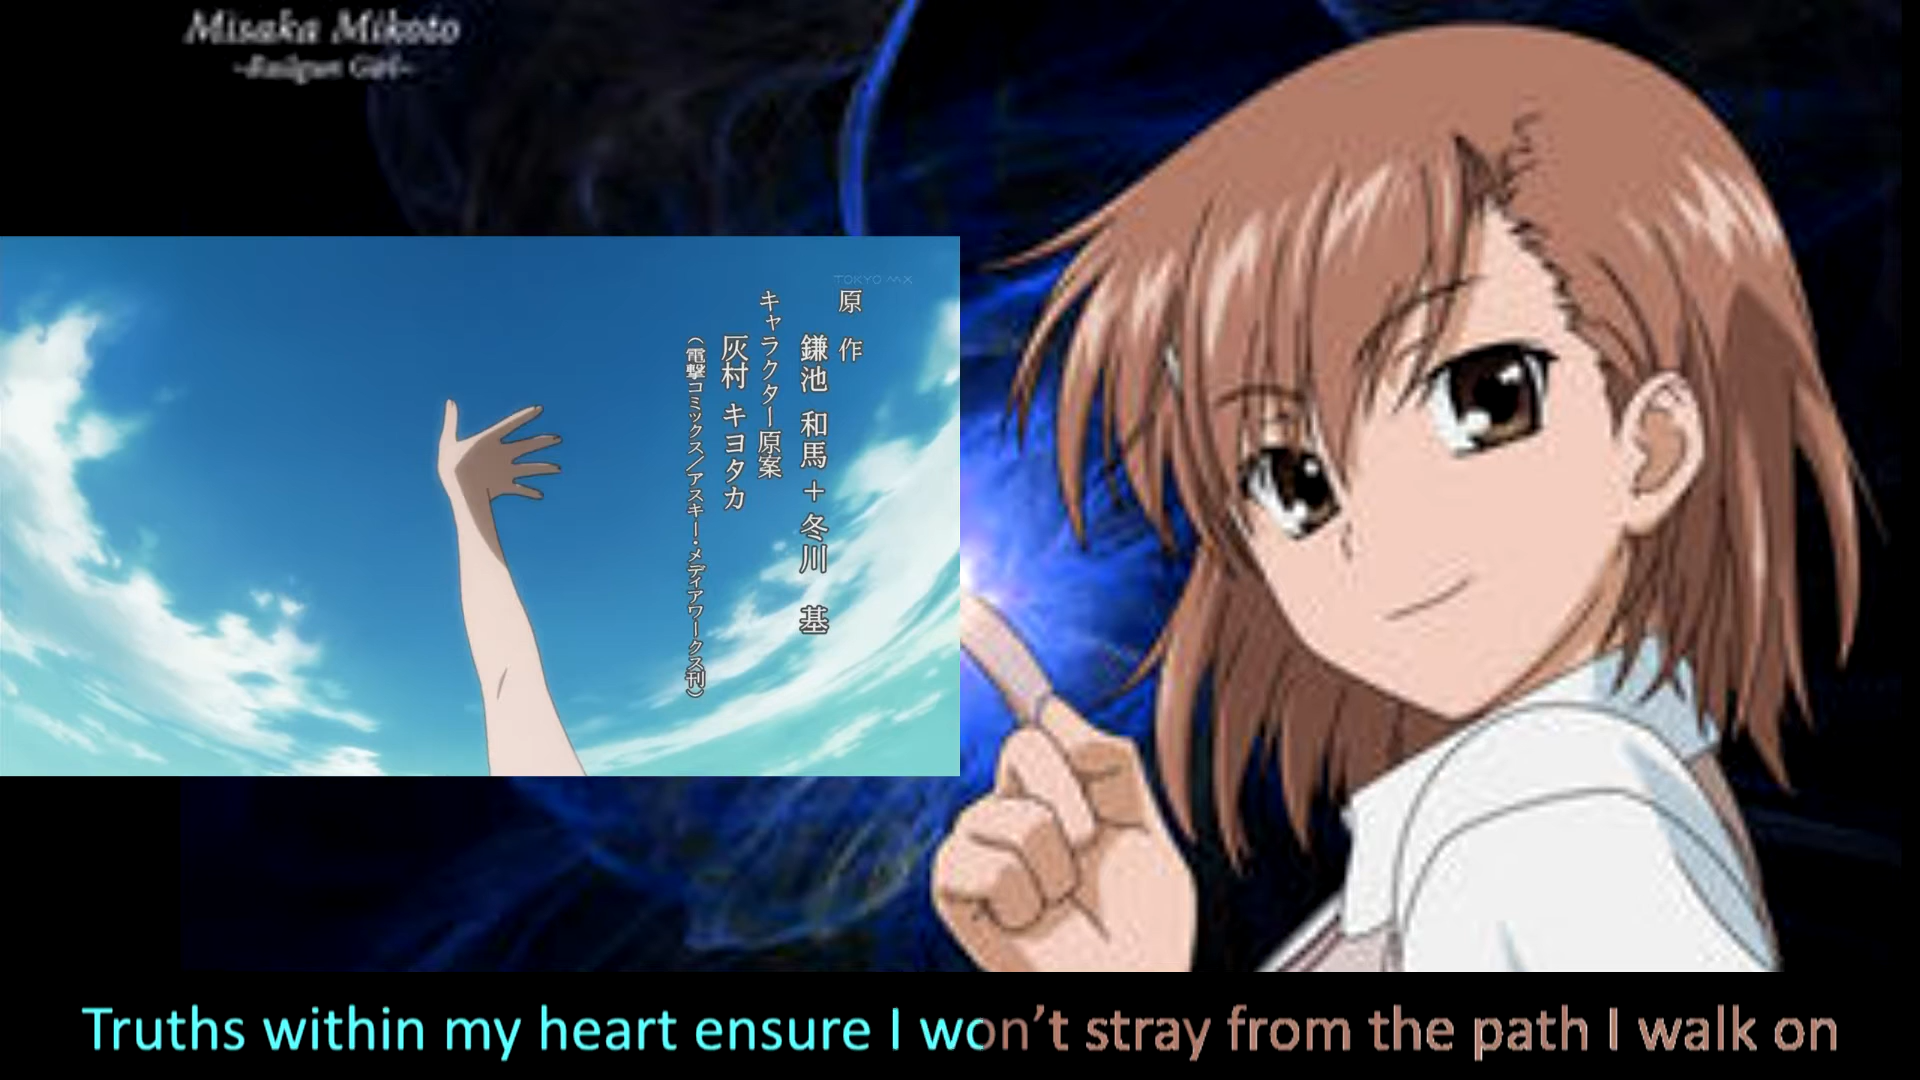 Misaka Mikoto
~Railgun Girl~
TOKYO MX
原作
鎌池 和馬 + 冬川 基
キャラクター原案
灰村 キヨタカ
(電撃コミックス/アスキー・メディアワークス刊)
Truths within my heart ensure I won’t stray from the path I walk on